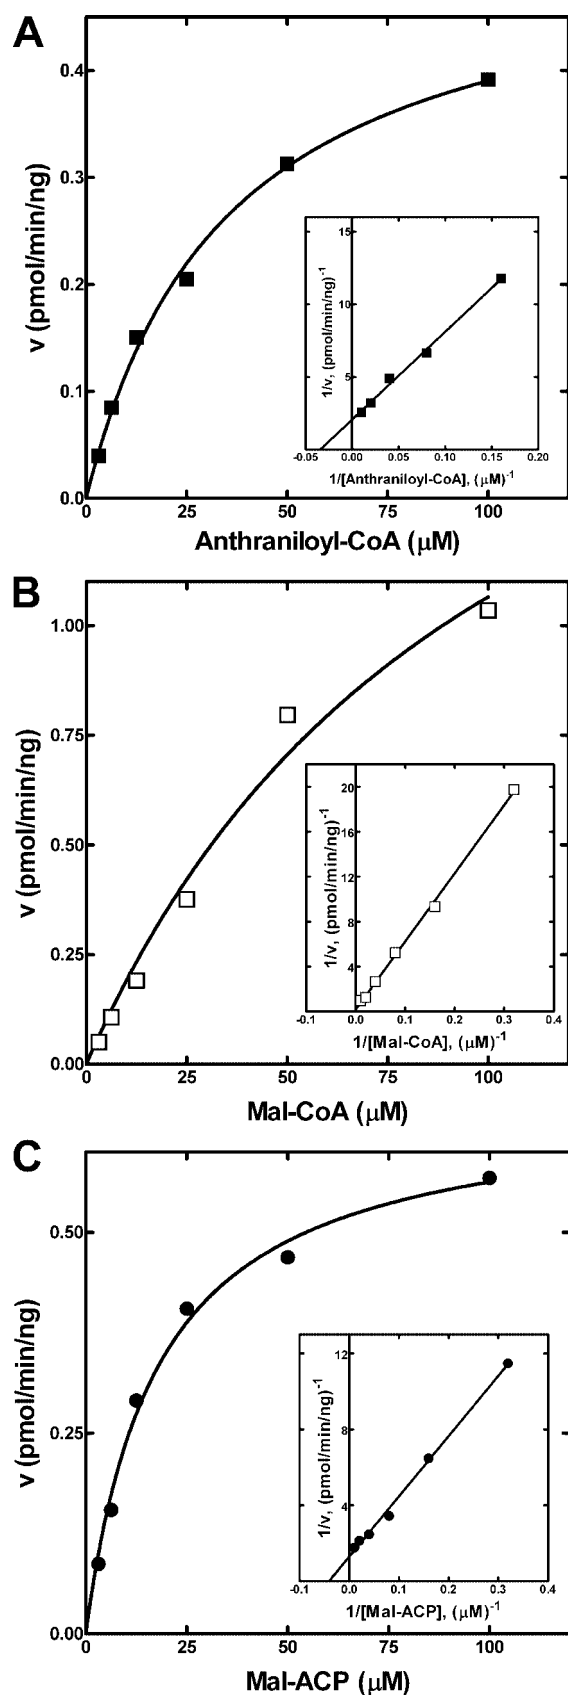 A
v (pmol/min/ng)
0.4
0.3
0.2
0.1
0.0
0 25 50 75 100
Anthraniloyl-CoA (μM)
1/v, (pmol/min/ng)⁻¹
15
10
5
-0.05 0.00 0.05 0.10 0.15 0.20
1/[Anthraniloyl-CoA], (μM)⁻¹
B
v (pmol/min/ng)
1.00
0.75
0.50
0.25
0.00
0 25 50 75 100
Mal-CoA (μM)
1/v, (pmol/min/ng)⁻¹
20
16
12
8
4
-0.1 0.0 0.1 0.2 0.3 0.4
1/[Mal-CoA], (μM)⁻¹
C
v (pmol/min/ng)
0.50
0.25
0.00
0 25 50 75 100
Mal-ACP (μM)
1/v, (pmol/min/ng)⁻¹
12
8
4
-0.1 0.0 0.1 0.2 0.3 0.4
1/[Mal-ACP], (μM)⁻¹